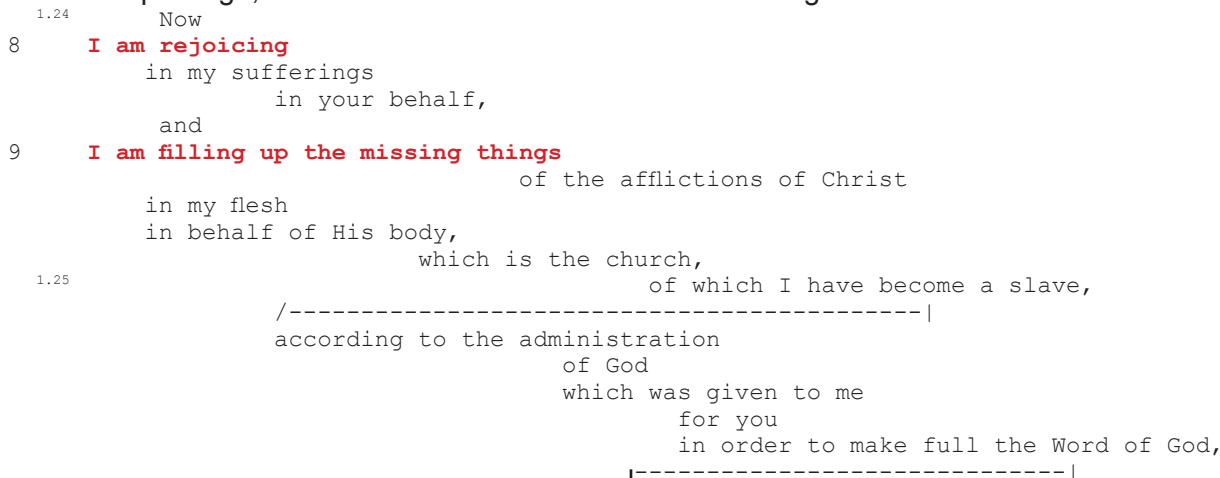 1.24 Now
8 I am rejoicing
in my sufferings
in your behalf,
and
9 I am filling up the missing things
of the afflictions of Christ
in my flesh
in behalf of His body,
which is the church,
1.25 of which I have become a slave,
/--------------------------------------------|
according to the administration
of God
which was given to me
for you
in order to make full the Word of God,
|------------------------------|